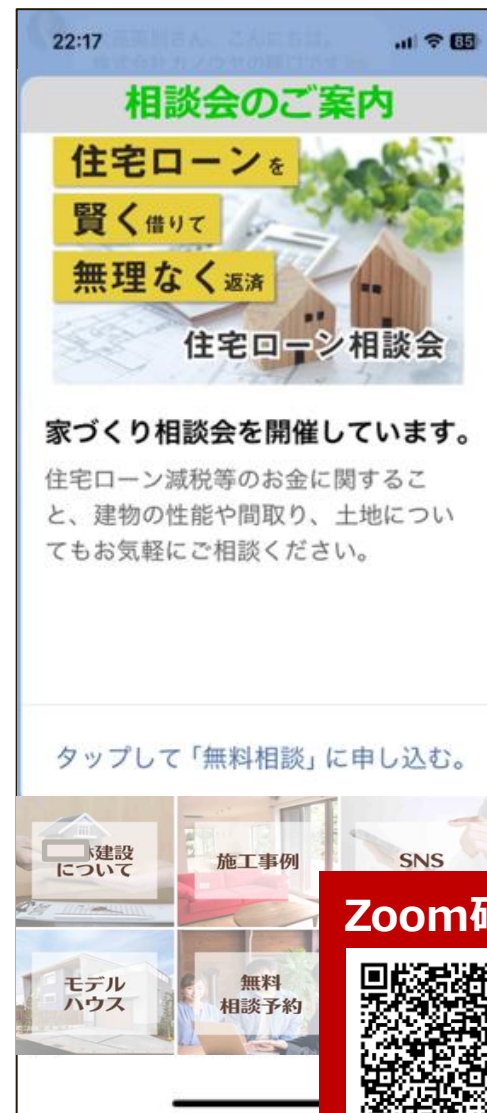 22:17
85
相談会のご案内
住宅ローンを
賢く借りて
無理なく返済
住宅ローン相談会
家づくり相談会を開催しています。
住宅ローン減税等のお金に関するこ
と、建物の性能や間取り、土地につい
てもお気軽にご相談ください。
タップして「無料相談」に申し込む。
建設
について
施工事例
SNS
モデル
ハウス
無料
相談予約
Zoom